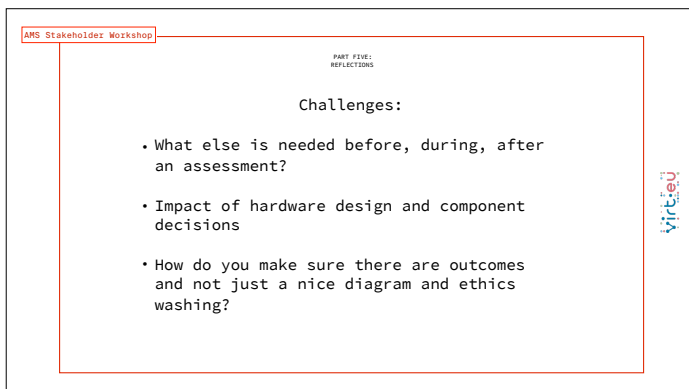 AMS Stakeholder Workshop
PART FIVE:
REFLECTIONS
Challenges:
• What else is needed before, during, after
an assessment?
• Impact of hardware design and component
decisions
• How do you make sure there are outcomes
and not just a nice diagram and ethics
washing?
virt:eu